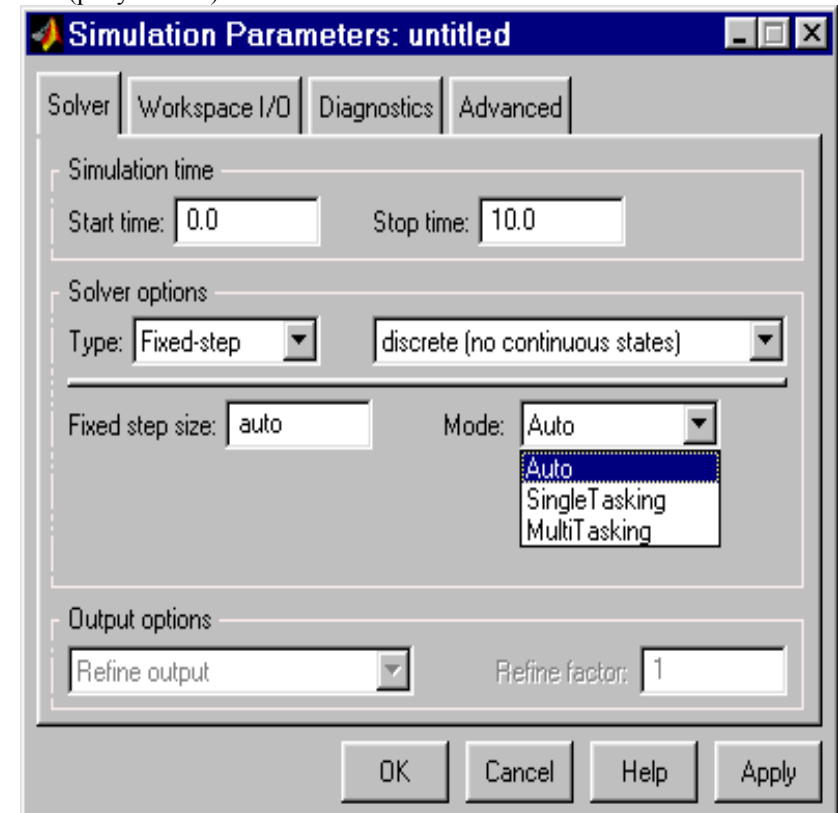 Simulation Parameters: untitled
Solver Workspace I/O Diagnostics Advanced
Simulation time
Start time: 0.0 Stop time: 10.0
Solver options
Type: Fixed-step discrete (no continuous states)
Fixed step size: auto Mode: Auto
Auto
SingleTasking
MultiTasking
Output options
Refine output Refine factor: 1
OK Cancel Help Apply